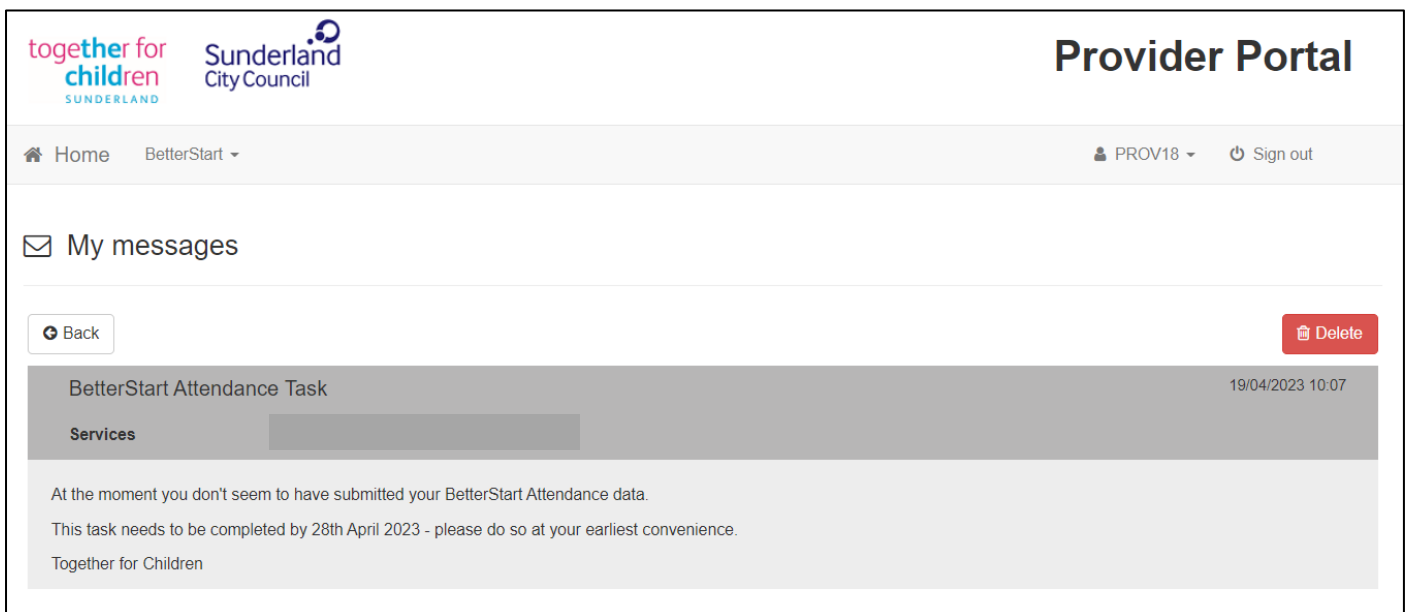 together for
children
SUNDERLAND
Sunderland
City Council
Provider Portal
Home BetterStart PROV18 Sign out
My messages
Back Delete
BetterStart Attendance Task 19/04/2023 10:07
Services
At the moment you don't seem to have submitted your BetterStart Attendance data.
This task needs to be completed by 28th April 2023 - please do so at your earliest convenience.
Together for Children